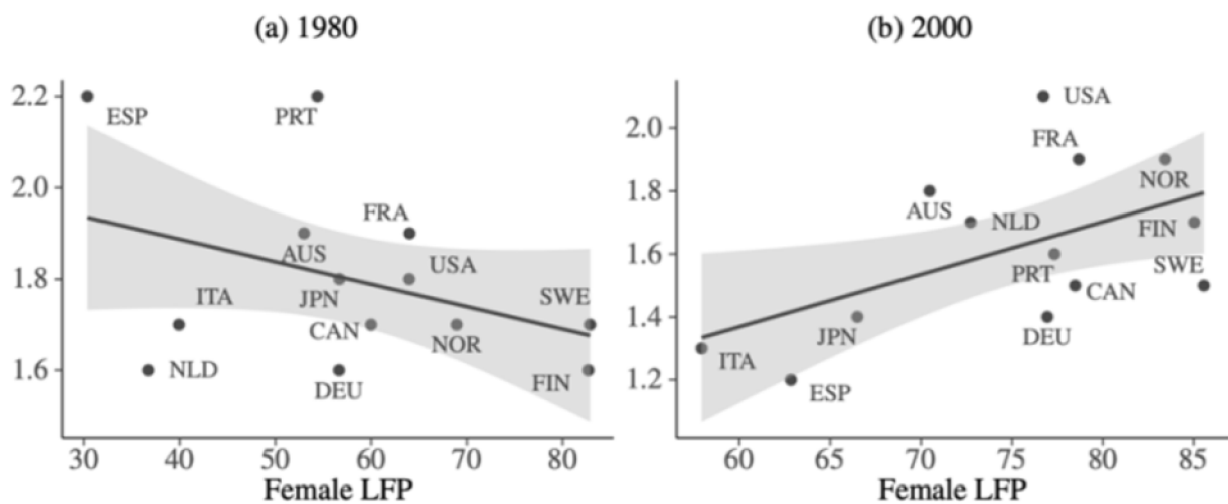 (a) 1980
2.2
2.0
1.8
1.6
ESP
PRT
FRA
AUS
USA
JPN
ITA
SWE
CAN
NOR
NLD
DEU
FIN
30 40 50 60 70 80
Female LFP
(b) 2000
2.0
1.8
1.6
1.4
1.2
USA
FRA
NOR
AUS
NLD
FIN
PRT
SWE
CAN
JPN
DEU
ITA
ESP
60 65 70 75 80 85
Female LFP